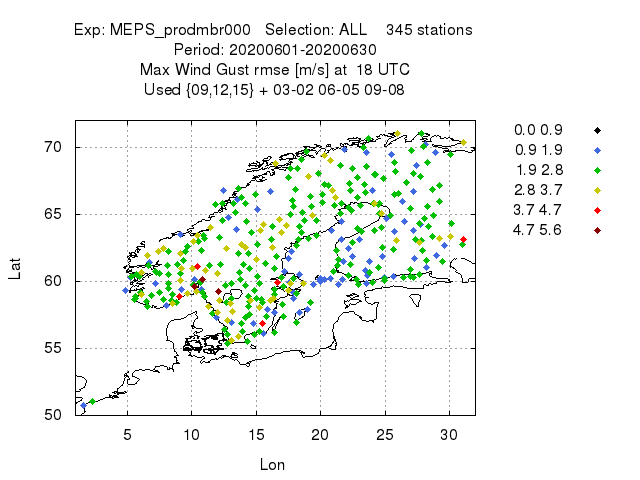 Exp: MEPS_prodmbr000 Selection: ALL 345 stations
Period: 20200601-20200630
Max Wind Gust rmse [m/s] at 18 UTC
Used {09,12,15} + 03-02 06-05 09-08
0.0 0.9
0.9 1.9
1.9 2.8
2.8 3.7
3.7 4.7
4.7 5.6
Lat
70
65
60
55
50
5 10 15 20 25 30
Lon